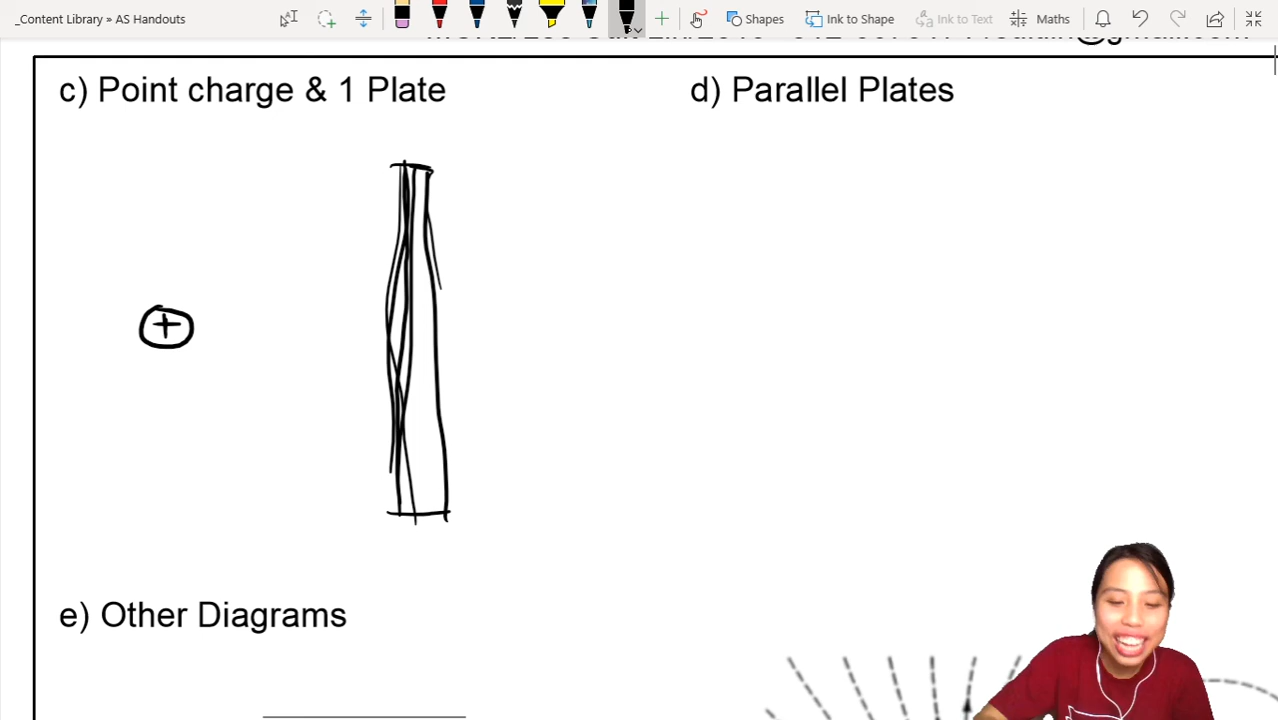 _Content Library » AS Handouts
Shapes
Ink to Shape
Ink to Text
Maths
c) Point charge & 1 Plate
d) Parallel Plates
+
e) Other Diagrams